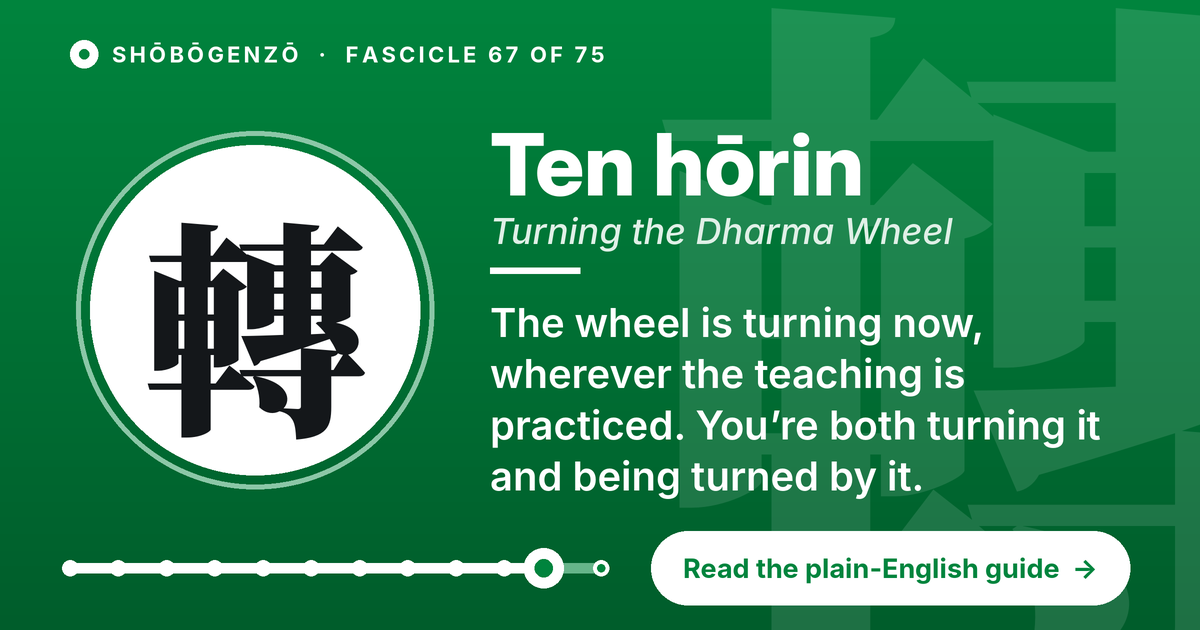 SHŌBŌGENZŌ · FASCICLE 67 OF 75
轉
Ten hōrin
Turning the Dharma Wheel
The wheel is turning now,
wherever the teaching is
practiced. You’re both turning it
and being turned by it.
Read the plain-English guide →